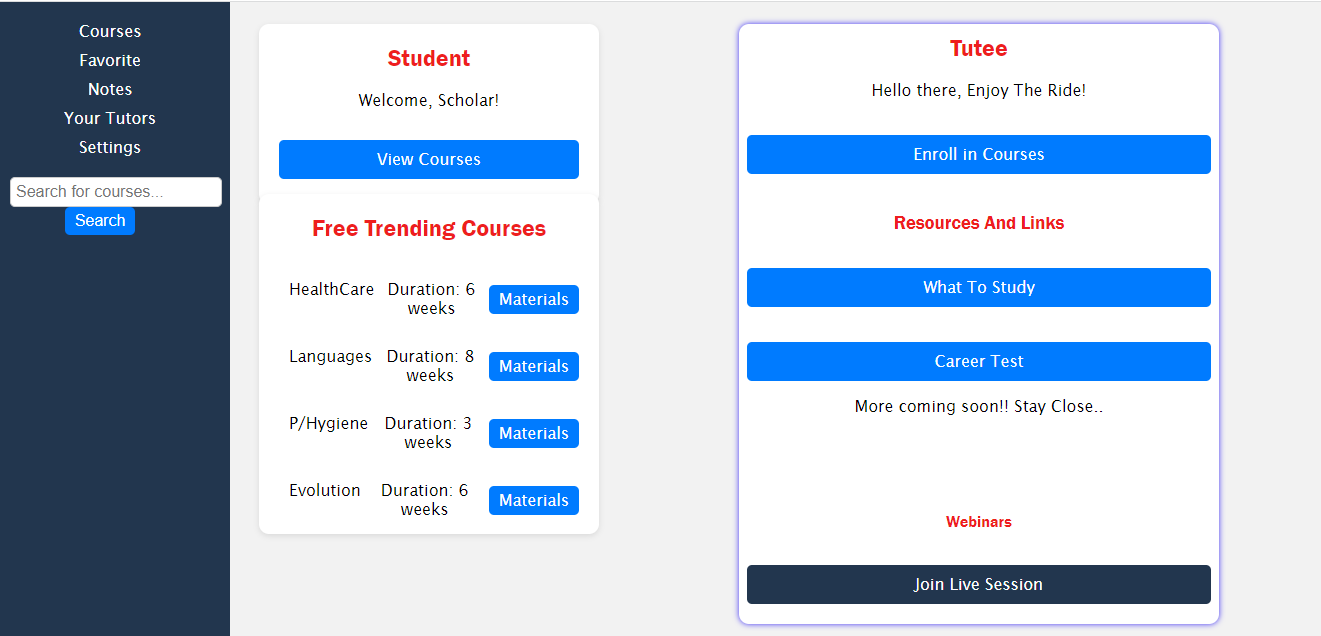 Courses
Favorite
Notes
Your Tutors
Settings
Search for courses...
Search
Student
Welcome, Scholar!
View Courses
Free Trending Courses
HealthCare
Duration: 6
weeks
Materials
Languages
Duration: 8
weeks
Materials
P/Hygiene
Duration: 3
weeks
Materials
Evolution
Duration: 6
weeks
Materials
Tutee
Hello there, Enjoy The Ride!
Enroll in Courses
Resources And Links
What To Study
Career Test
More coming soon!! Stay Close..
Webinars
Join Live Session